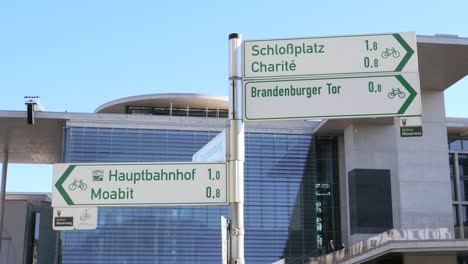 Schloßplatz 1,8
Charité 0,8
Brandenburger Tor 0,8
Hauptbahnhof 1,0
Moabit 0,8